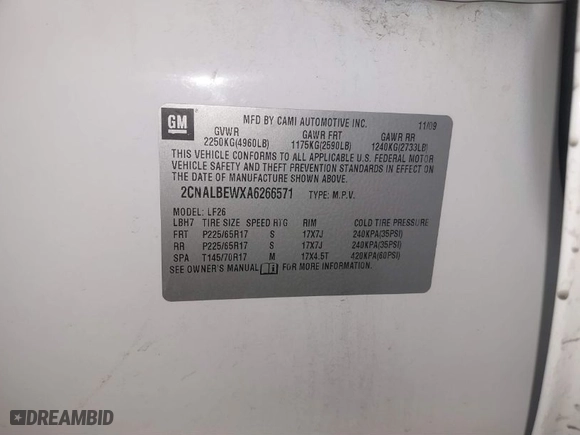 GM
MFD BY CAMI AUTOMOTIVE INC. 11/09
GVWR GAWR FRT GAWR RR
2250KG(4960LB) 1175KG(2590LB) 1240KG(2733LB)
THIS VEHICLE CONFORMS TO ALL APPLICABLE U.S. FEDERAL MOTOR
VEHICLE SAFETY AND THEFT PREVENTION STANDARDS IN EFFECT ON
THE DATE OF MANUFACTURE SHOWN ABOVE.
2CNALBEWXA6266571 TYPE: M.P.V.
MODEL: LF26
LBH7 TIRE SIZE SPEED RTG RIM COLD TIRE PRESSURE
FRT P225/65R17 S 17X7J 240KPA(35PSI)
RR P225/65R17 S 17X7J 240KPA(35PSI)
SPA T145/70R17 M 17X4.5T 420KPA(60PSI)
SEE OWNER'S MANUAL FOR MORE INFORMATION.
DREAMBID